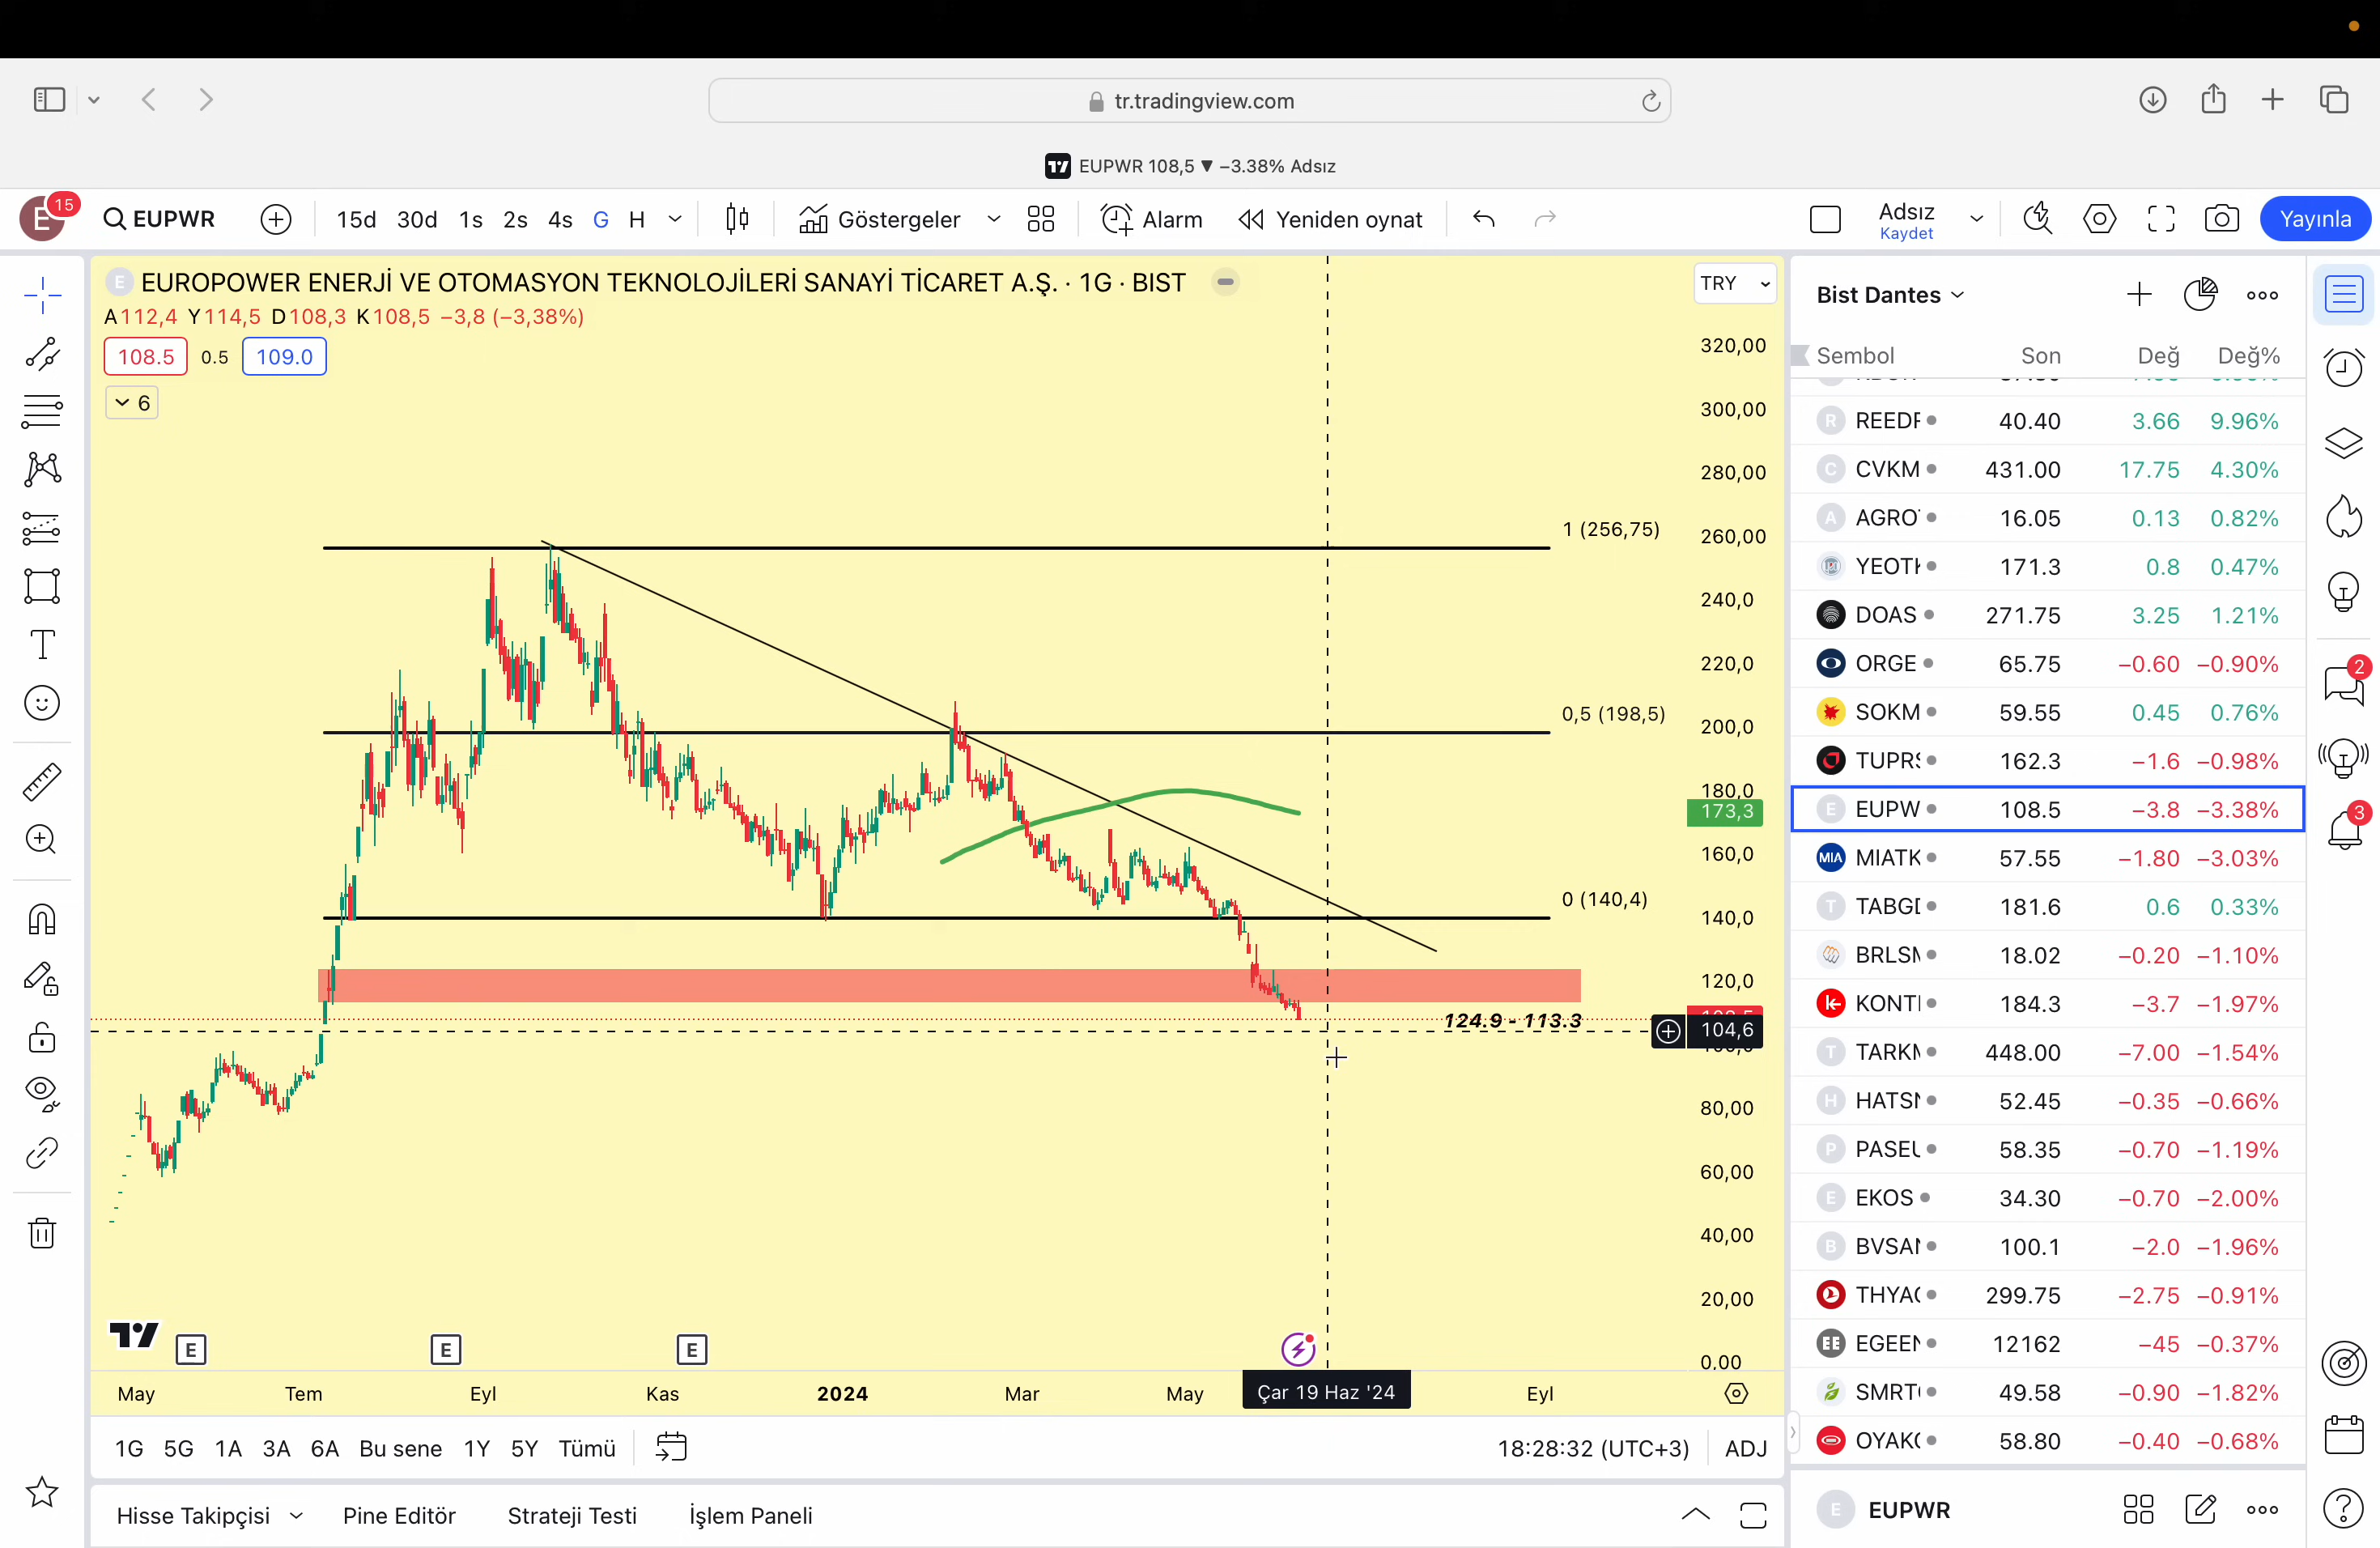 tr.tradingview.com
EUPWR 108,5 ▼ −3.38% Adsız
E 15
EUPWR
15d 30d 1s 2s 4s G H
Göstergeler
Alarm
Yeniden oynat
Adsız
Kaydet
Yayınla
E EUROPOWER ENERJİ VE OTOMASYON TEKNOLOJİLERİ SANAYİ TİCARET A.Ş. · 1G · BIST
A112,4 Y114,5 D108,3 K108,5 −3,8 (−3,38%)
108.5 0.5 109.0
6
TRY
320,00
300,00
280,00
260,00
240,0
220,0
200,0
180,0
173,3
160,0
140,0
120,0
104,6
80,00
60,00
40,00
20,00
0,00
1 (256,75)
0,5 (198,5)
0 (140,4)
124.9 - 113.3
E E E
May Tem Eyl Kas 2024 Mar May Çar 19 Haz '24 Eyl
1G 5G 1A 3A 6A Bu sene 1Y 5Y Tümü
18:28:32 (UTC+3) ADJ
Hisse Takipçisi Pine Editör Strateji Testi İşlem Paneli
Bist Dantes
Sembol Son Değ Değ%
R REEDF 40.40 3.66 9.96%
C CVKM 431.00 17.75 4.30%
A AGRO 16.05 0.13 0.82%
YEOTK 171.3 0.8 0.47%
DOAS 271.75 3.25 1.21%
ORGE 65.75 −0.60 −0.90%
SOKM 59.55 0.45 0.76%
TUPRS 162.3 −1.6 −0.98%
E EUPW 108.5 −3.8 −3.38%
MIA MIATK 57.55 −1.80 −3.03%
T TABGD 181.6 0.6 0.33%
BRLSM 18.02 −0.20 −1.10%
KONTI 184.3 −3.7 −1.97%
T TARKM 448.00 −7.00 −1.54%
H HATSN 52.45 −0.35 −0.66%
P PASEU 58.35 −0.70 −1.19%
E EKOS 34.30 −0.70 −2.00%
B BVSAN 100.1 −2.0 −1.96%
THYAO 299.75 −2.75 −0.91%
EE EGEEN 12162 −45 −0.37%
SMRTG 49.58 −0.90 −1.82%
OYAKC 58.80 −0.40 −0.68%
E EUPWR
2
3